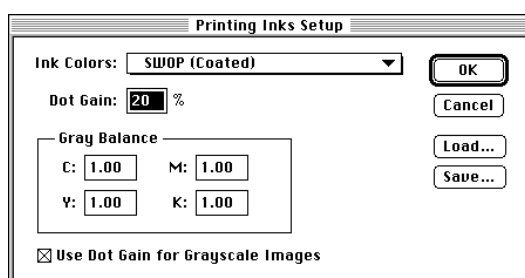 Printing Inks Setup
Ink Colors: SWOP (Coated)
OK
Dot Gain: 20 %
Cancel
Gray Balance
Load...
C: 1.00 M: 1.00
Save...
Y: 1.00 K: 1.00
Use Dot Gain for Grayscale Images